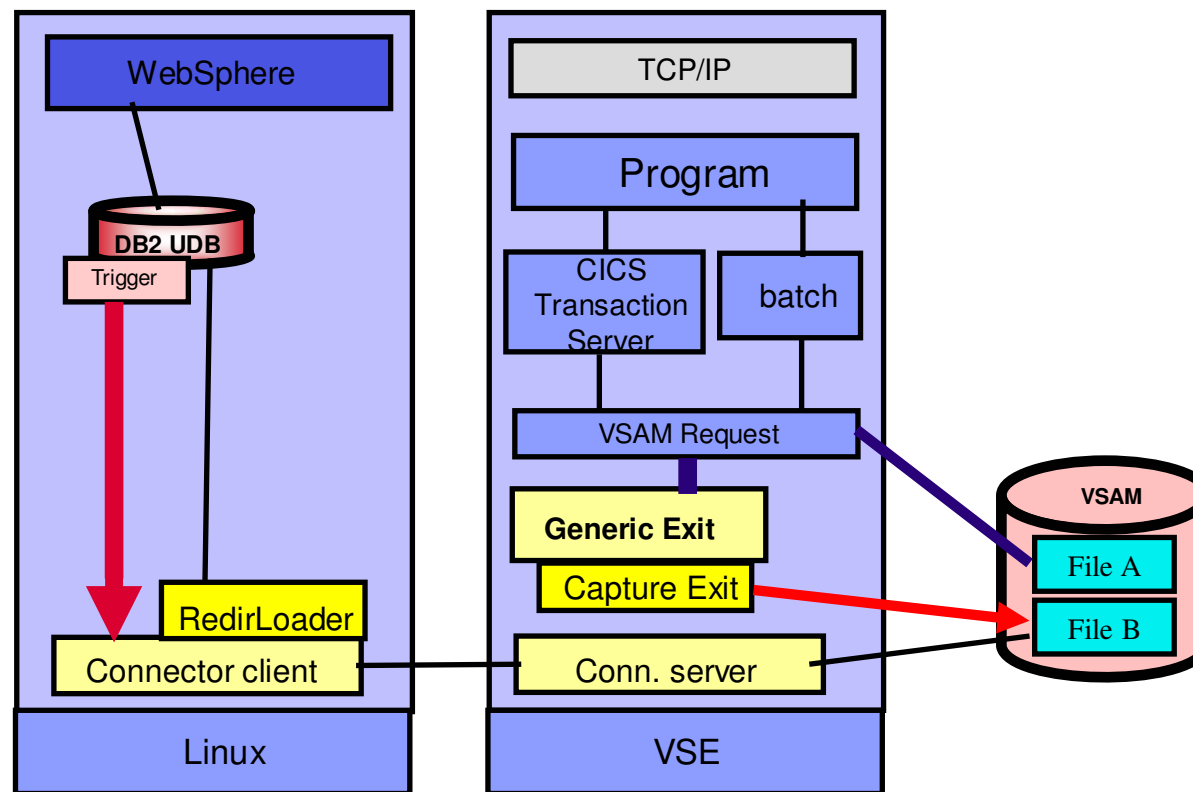 WebSphere
DB2 UDB
Trigger
RedirLoader
Connector client
Linux
TCP/IP
Program
CICS
Transaction
Server
batch
VSAM Request
Generic Exit
Capture Exit
Conn. server
VSE
VSAM
File A
File B